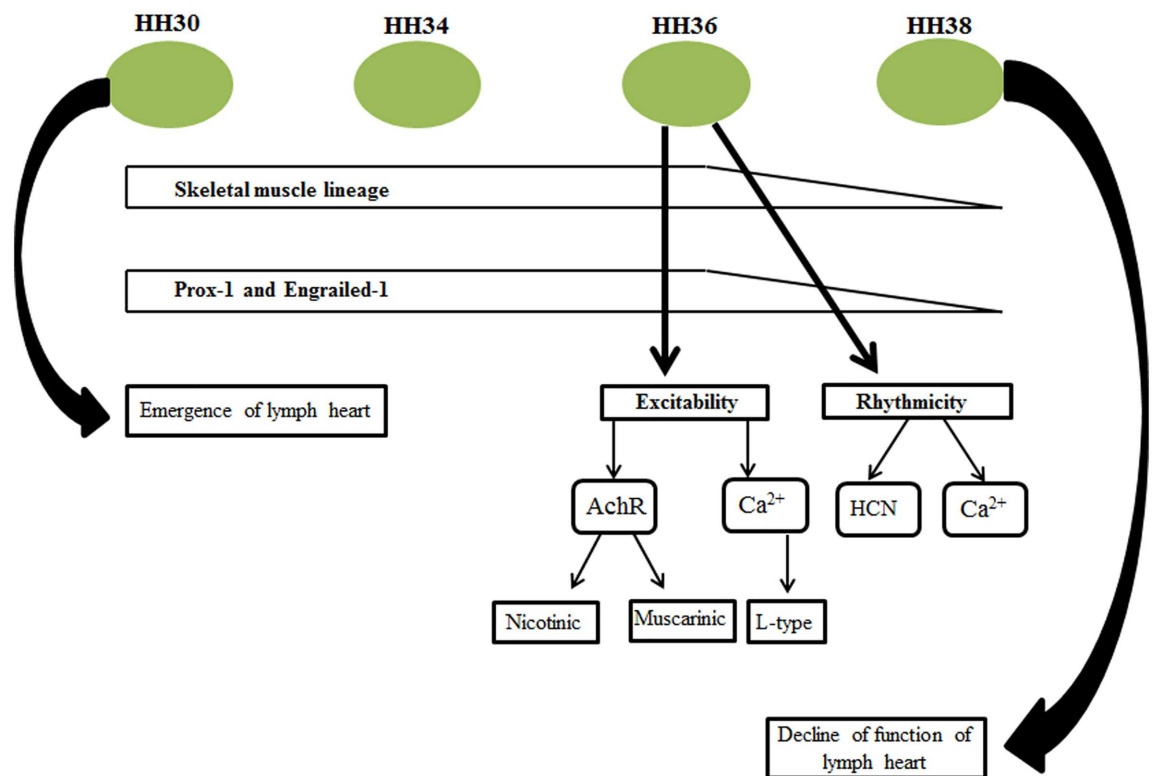 HH30
HH34
HH36
HH38
Skeletal muscle lineage
Prox-1 and Engrailed-1
Emergence of lymph heart
Excitability
Rhythmicity
AchR
Ca²⁺
HCN
Ca²⁺
Nicotinic
Muscarinic
L-type
Decline of function of
lymph heart